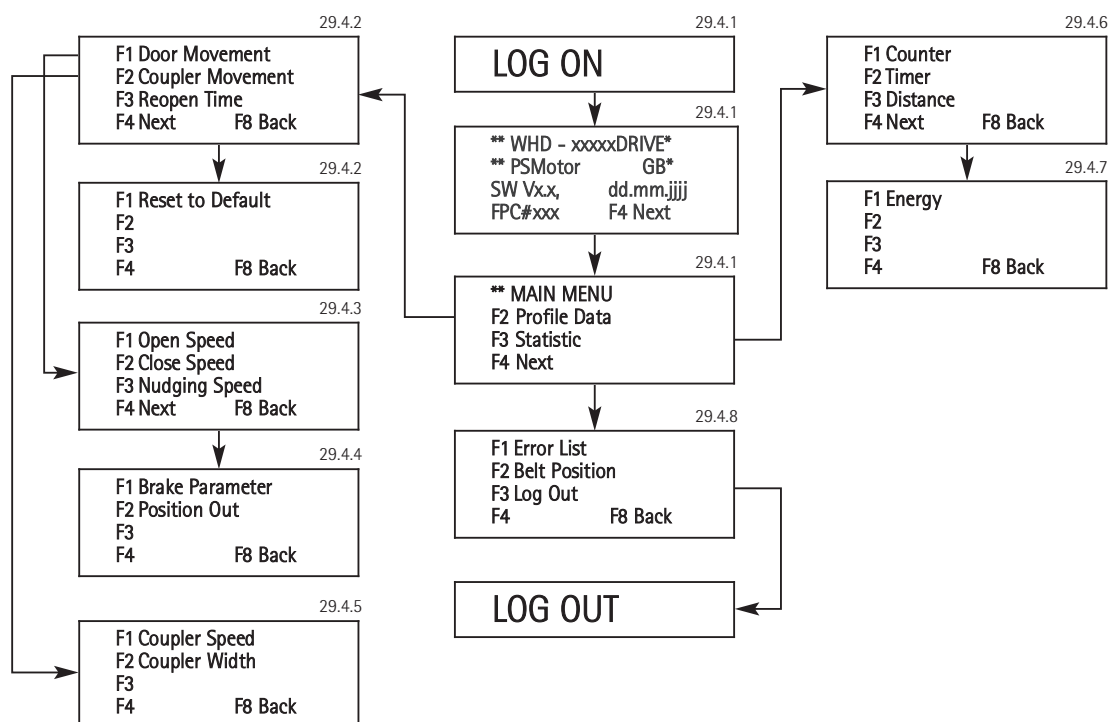 29.4.2
F1 Door Movement
F2 Coupler Movement
F3 Reopen Time
F4 Next F8 Back
29.4.2
F1 Reset to Default
F2
F3
F4 F8 Back
29.4.3
F1 Open Speed
F2 Close Speed
F3 Nudging Speed
F4 Next F8 Back
29.4.4
F1 Brake Parameter
F2 Position Out
F3
F4 F8 Back
29.4.5
F1 Coupler Speed
F2 Coupler Width
F3
F4 F8 Back
29.4.1
LOG ON
29.4.1
** WHD - xxxxxDRIVE*
** PSMotor GB*
SW Vx.x, dd.mm.jjjj
FPC#xxx F4 Next
29.4.1
** MAIN MENU
F2 Profile Data
F3 Statistic
F4 Next
29.4.8
F1 Error List
F2 Belt Position
F3 Log Out
F4 F8 Back
LOG OUT
29.4.6
F1 Counter
F2 Timer
F3 Distance
F4 Next F8 Back
29.4.7
F1 Energy
F2
F3
F4 F8 Back